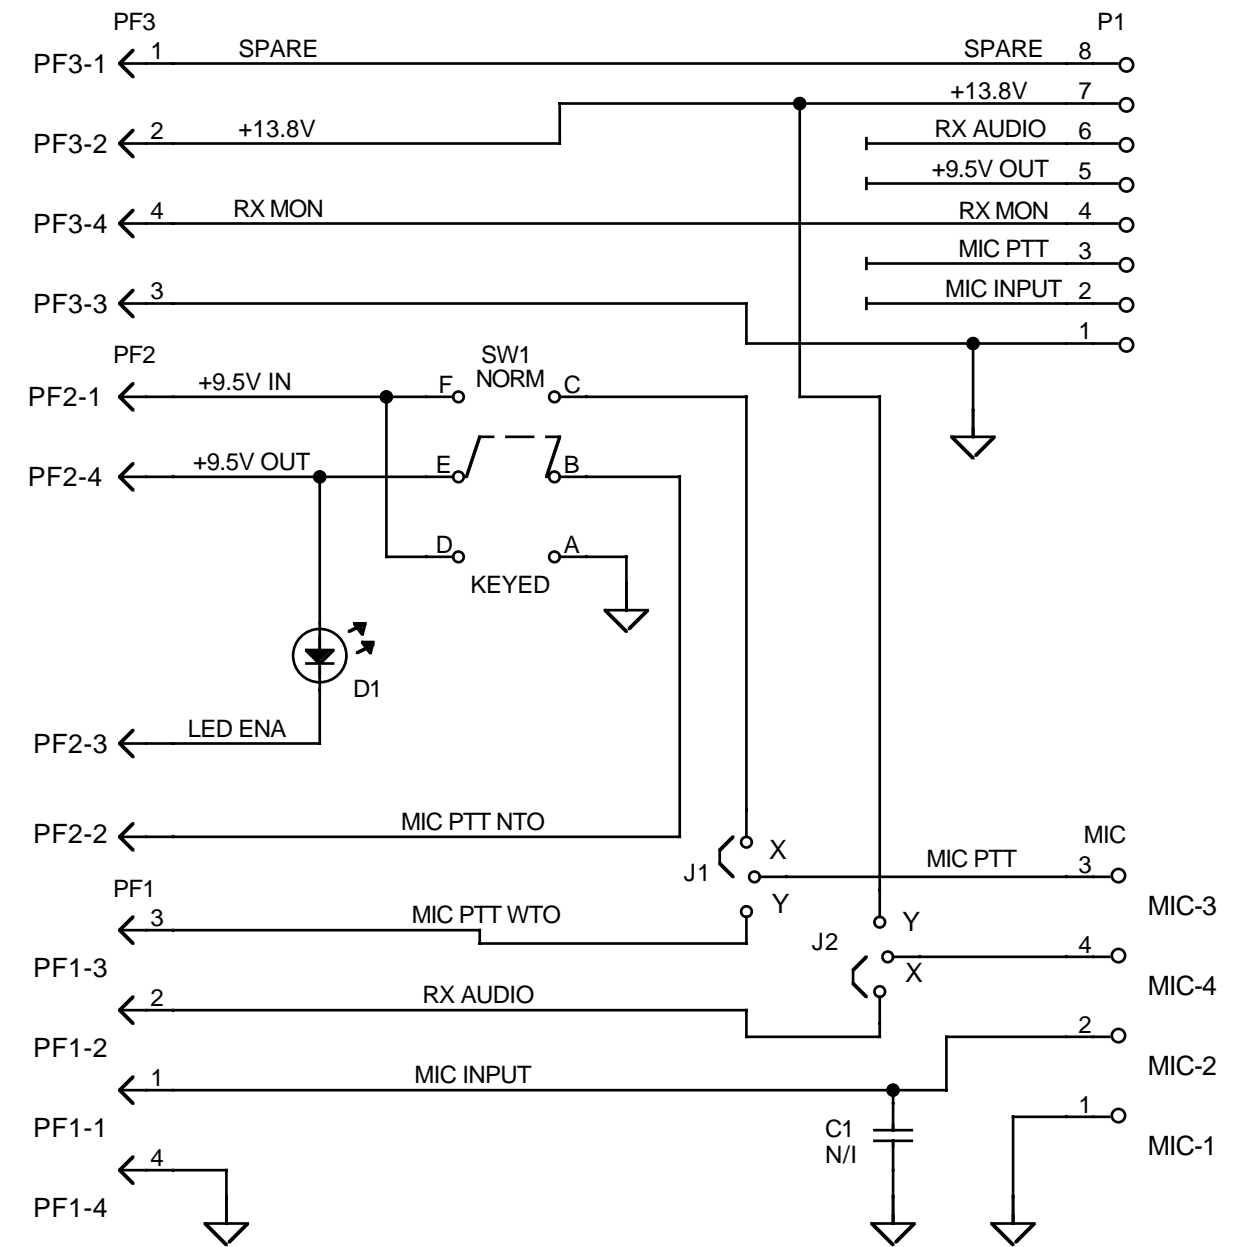 PF3 P1
PF3-1 1 SPARE SPARE 8
+13.8V 7
PF3-2 2 +13.8V RX AUDIO 6
+9.5V OUT 5
PF3-4 4 RX MON RX MON 4
MIC PTT 3
PF3-3 3 MIC INPUT 2
1
PF2 SW1
NORM
PF2-1 +9.5V IN F C
PF2-4 +9.5V OUT E B
D A
KEYED
D1
PF2-3 LED ENA
PF2-2 MIC PTT NTO MIC
X
J1 MIC PTT 3
PF1 Y MIC-3
3 MIC PTT WTO Y
J2 4
PF1-3 X MIC-4
2 RX AUDIO
PF1-2 2 MIC-2
1 MIC INPUT
PF1-1 C1 1
N/I MIC-1
4
PF1-4